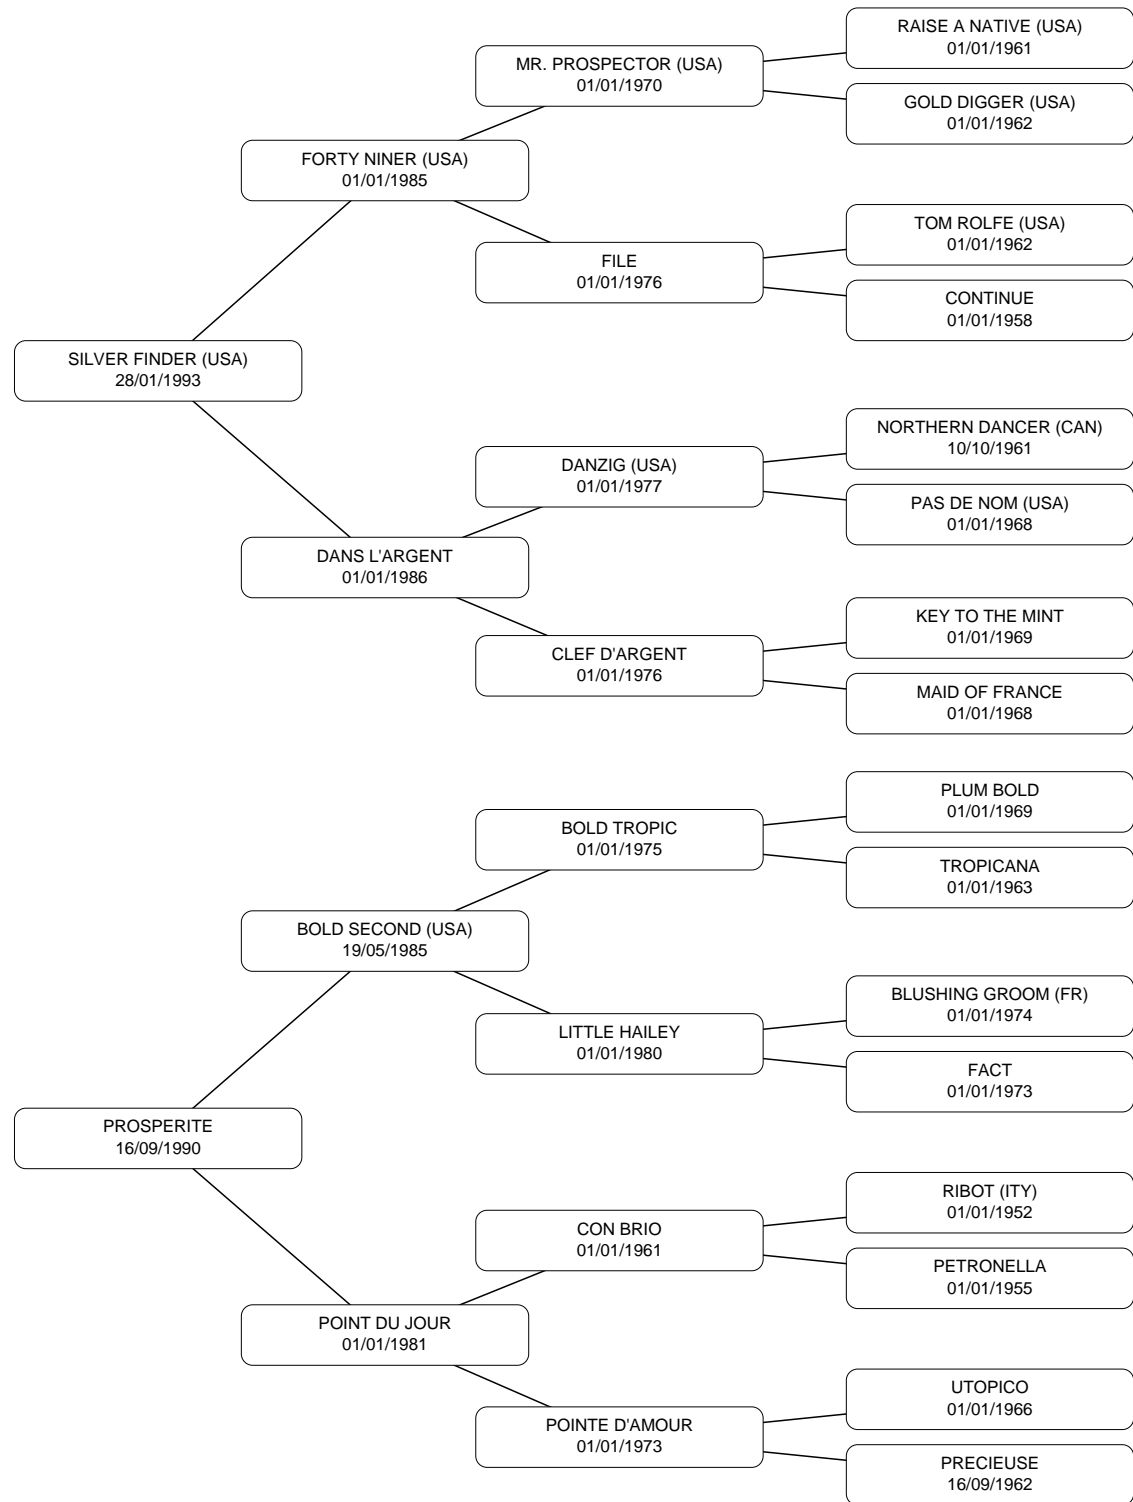 RAISE A NATIVE (USA)
01/01/1961
MR. PROSPECTOR (USA)
01/01/1970
GOLD DIGGER (USA)
01/01/1962
FORTY NINER (USA)
01/01/1985
TOM ROLFE (USA)
01/01/1962
FILE
01/01/1976
CONTINUE
01/01/1958
SILVER FINDER (USA)
28/01/1993
NORTHERN DANCER (CAN)
10/10/1961
DANZIG (USA)
01/01/1977
PAS DE NOM (USA)
01/01/1968
DANS L'ARGENT
01/01/1986
KEY TO THE MINT
01/01/1969
CLEF D'ARGENT
01/01/1976
MAID OF FRANCE
01/01/1968
PLUM BOLD
01/01/1969
BOLD TROPIC
01/01/1975
TROPICANA
01/01/1963
BOLD SECOND (USA)
19/05/1985
BLUSHING GROOM (FR)
01/01/1974
LITTLE HAILEY
01/01/1980
FACT
01/01/1973
PROSPERITE
16/09/1990
RIBOT (ITY)
01/01/1952
CON BRIO
01/01/1961
PETRONELLA
01/01/1955
POINT DU JOUR
01/01/1981
UTOPICO
01/01/1966
POINTE D'AMOUR
01/01/1973
PRECIEUSE
16/09/1962